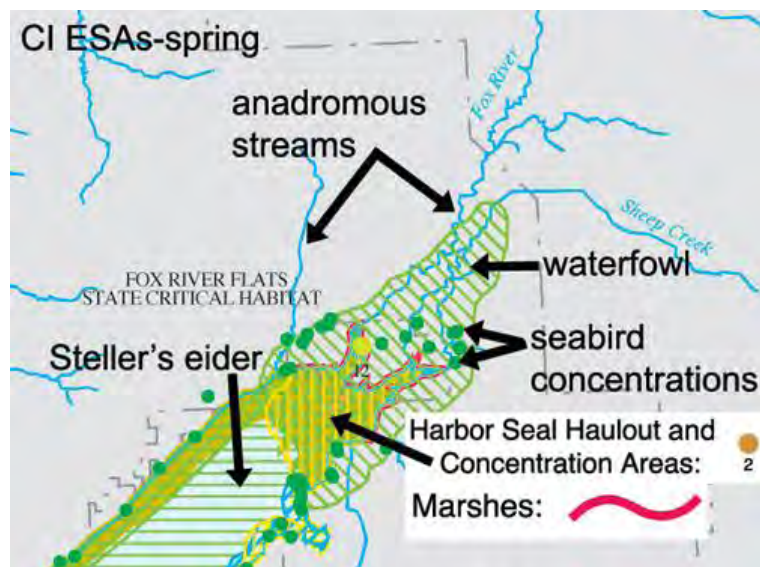 CI ESAs-spring
anadromous
streams
Fox River
Sheep Creek
waterfowl
FOX RIVER FLATS
STATE CRITICAL HABITAT
Steller's eider
seabird
concentrations
12
Harbor Seal Haulout and
Concentration Areas:
2
Marshes: